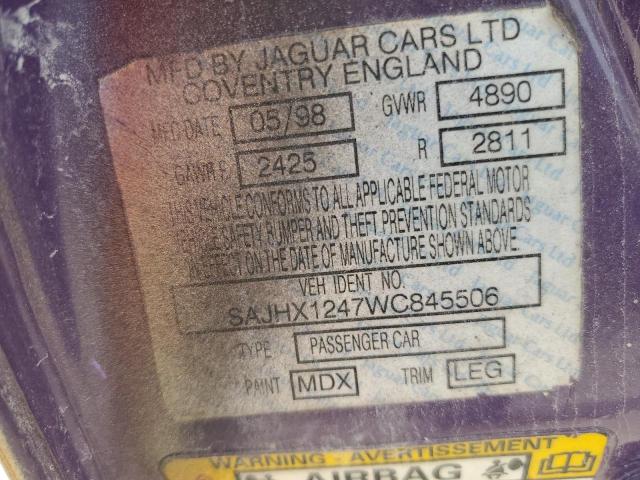 MFD BY JAGUAR CARS LTD
COVENTRY ENGLAND
MFD DATE 05/98 GVWR 4890
GAWR F 2425 R 2811
THIS VEHICLE CONFORMS TO ALL APPLICABLE FEDERAL MOTOR
VEHICLE SAFETY BUMPER AND THEFT PREVENTION STANDARDS
IN EFFECT ON THE DATE OF MANUFACTURE SHOWN ABOVE.
VEH IDENT NO.
SAJHX1247WC845506
TYPE PASSENGER CAR
PAINT MDX TRIM LEG
WARNING - AVERTISSEMENT
AIRBAG